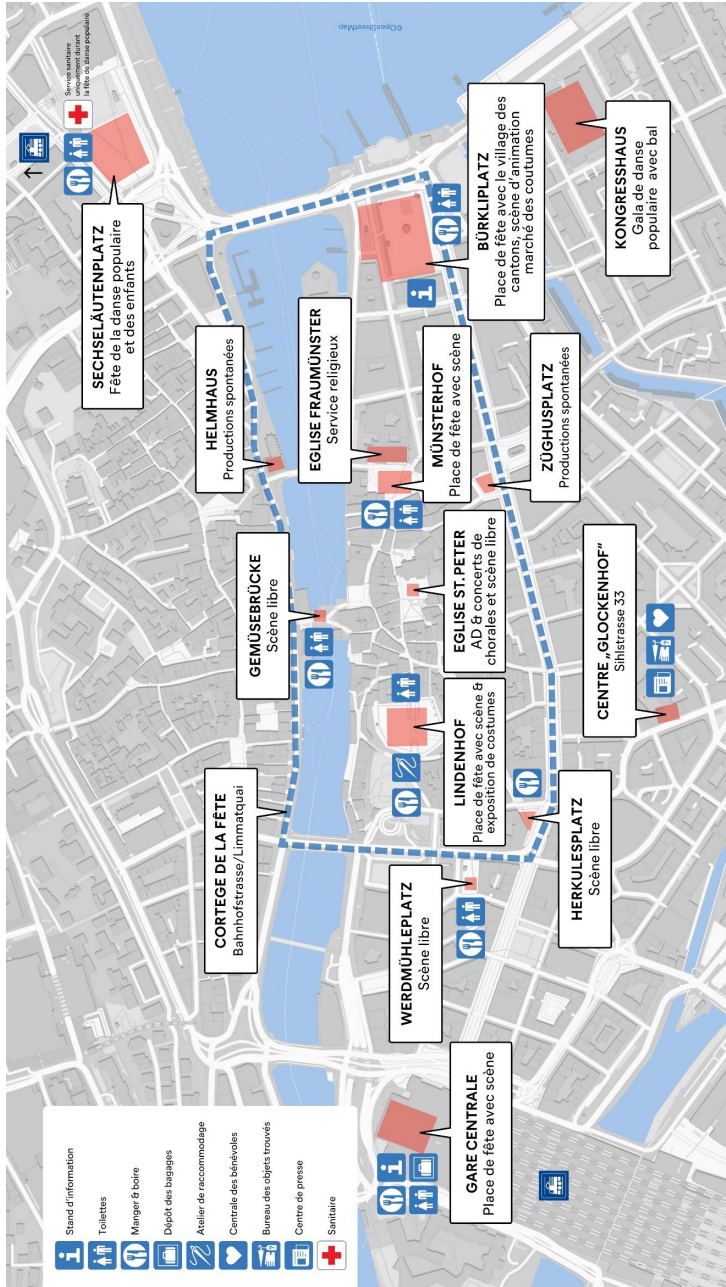 Stand d'information
Toilettes
Manger & boire
Dépôt des bagages
Atelier de raccommodage
Centrale des bénévoles
Bureau des objets trouvés
Centre de presse
Sanitaire
CORTEGE DE LA FÊTE
Bahnhofstrasse/Limmatquai
GEMÜSEBRÜCKE
Scène libre
HELMHAUS
Productions spontanées
SECHSELÄUTENPLATZ
Fête de la danse populaire
et des enfants
Service sanitaire
uniquement durant
la fête de danse populaire
©OpenStreetMap
EGLISE FRAUMÜNSTER
Service religieux
MÜNSTERHOF
Place de fête avec scène
EGLISE ST. PETER
AD & concerts de
chorales et scène libre
LINDENHOF
Place de fête avec scène &
exposition de costumes
WERDMÜHLEPLATZ
Scène libre
GARE CENTRALE
Place de fête avec scène
HERKULESPLATZ
Scène libre
CENTRE „GLOCKENHOF“
Sihlstrasse 33
ZÜGHUSPLATZ
Productions spontanées
BÜRKLIPLATZ
Place de fête avec le village des
cantons, scène d'animation
marché des coutumes
KONGRESSHAUS
Gala de danse
populaire avec bal